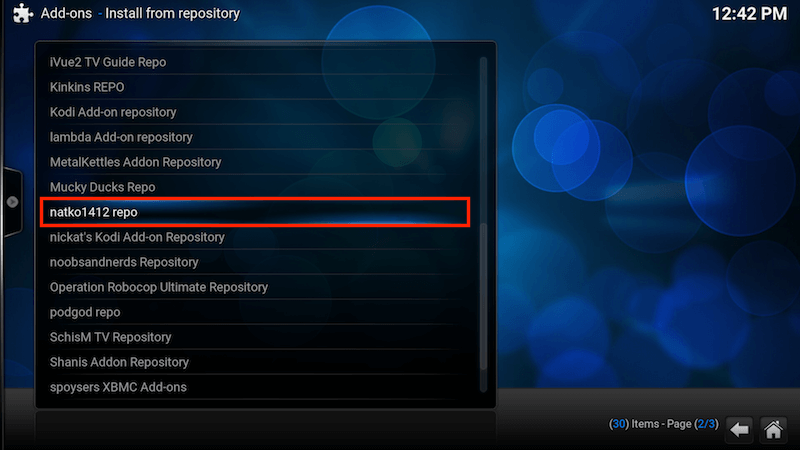 Add-ons - Install from repository
12:42 PM
iVue2 TV Guide Repo
Kinkins REPO
Kodi Add-on repository
lambda Add-on repository
MetalKettles Addon Repository
Mucky Ducks Repo
natko1412 repo
nickat's Kodi Add-on Repository
noobsandnerds Repository
Operation Robocop Ultimate Repository
podgod repo
SchisM TV Repository
Shanis Addon Repository
spoysers XBMC Add-ons
(30) Items - Page (2/3)